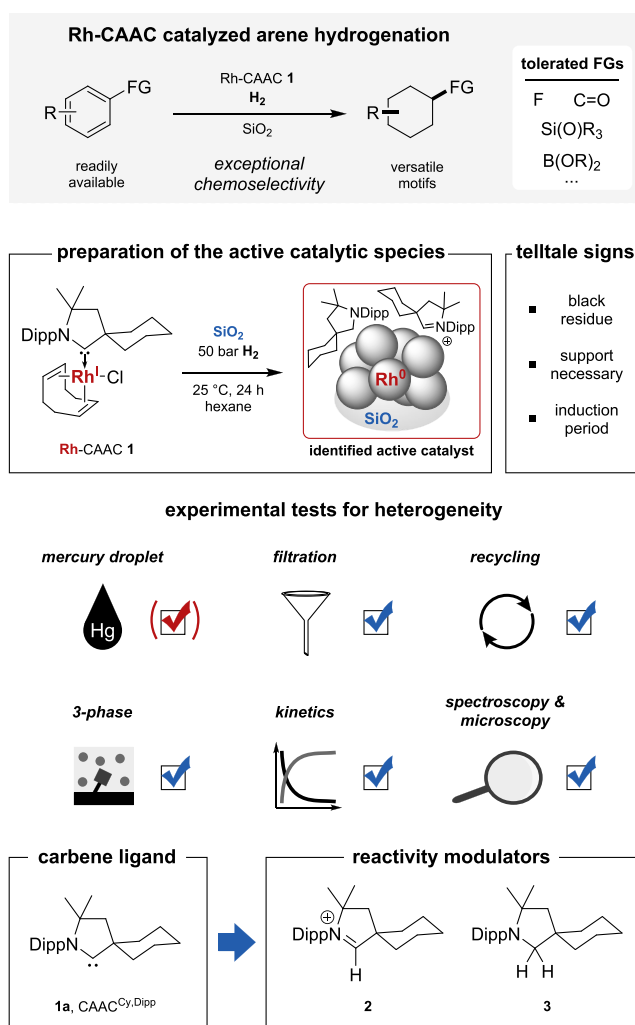 Rh-CAAC catalyzed arene hydrogenation
R
FG
Rh-CAAC 1
H2
SiO2
R
FG
readily
available
exceptional
chemoselectivity
versatile
motifs
tolerated FGs
F C=O
Si(O)R3
B(OR)2
...
preparation of the active catalytic species
DippN
··
RhI Cl
Rh-CAAC 1
SiO2
50 bar H2
25 °C, 24 h
hexane
NDipp
NDipp
⊕
Rh0
SiO2
identified active catalyst
telltale signs
▪ black
residue
▪ support
necessary
▪ induction
period
experimental tests for heterogeneity
mercury droplet
filtration
recycling
Hg
3-phase
kinetics
spectroscopy &
microscopy
carbene ligand
DippN
··
1a, CAACCy,Dipp
reactivity modulators
⊕
DippN
H
2
DippN
H H
3